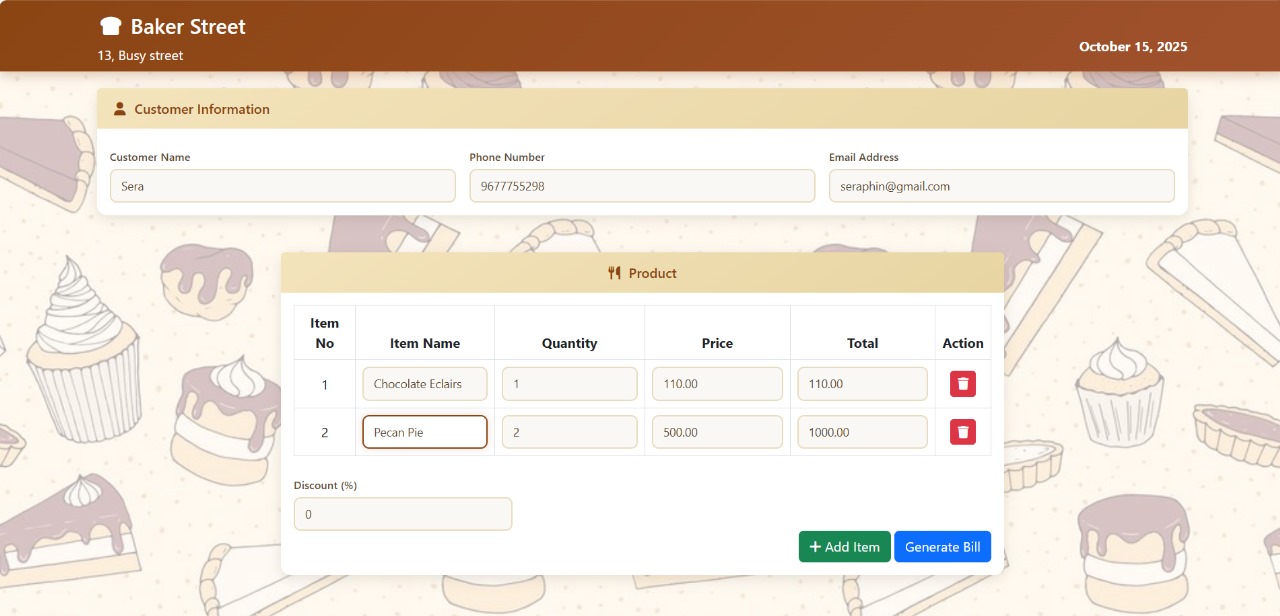 Baker Street
13, Busy street
October 15, 2025
Customer Information
Customer Name Phone Number Email Address
Sera 9677755298 seraphin@gmail.com
Product
Item No Item Name Quantity Price Total Action
1 Chocolate Eclairs 1 110.00 110.00
2 Pecan Pie 2 500.00 1000.00
Discount (%)
0
+ Add Item Generate Bill